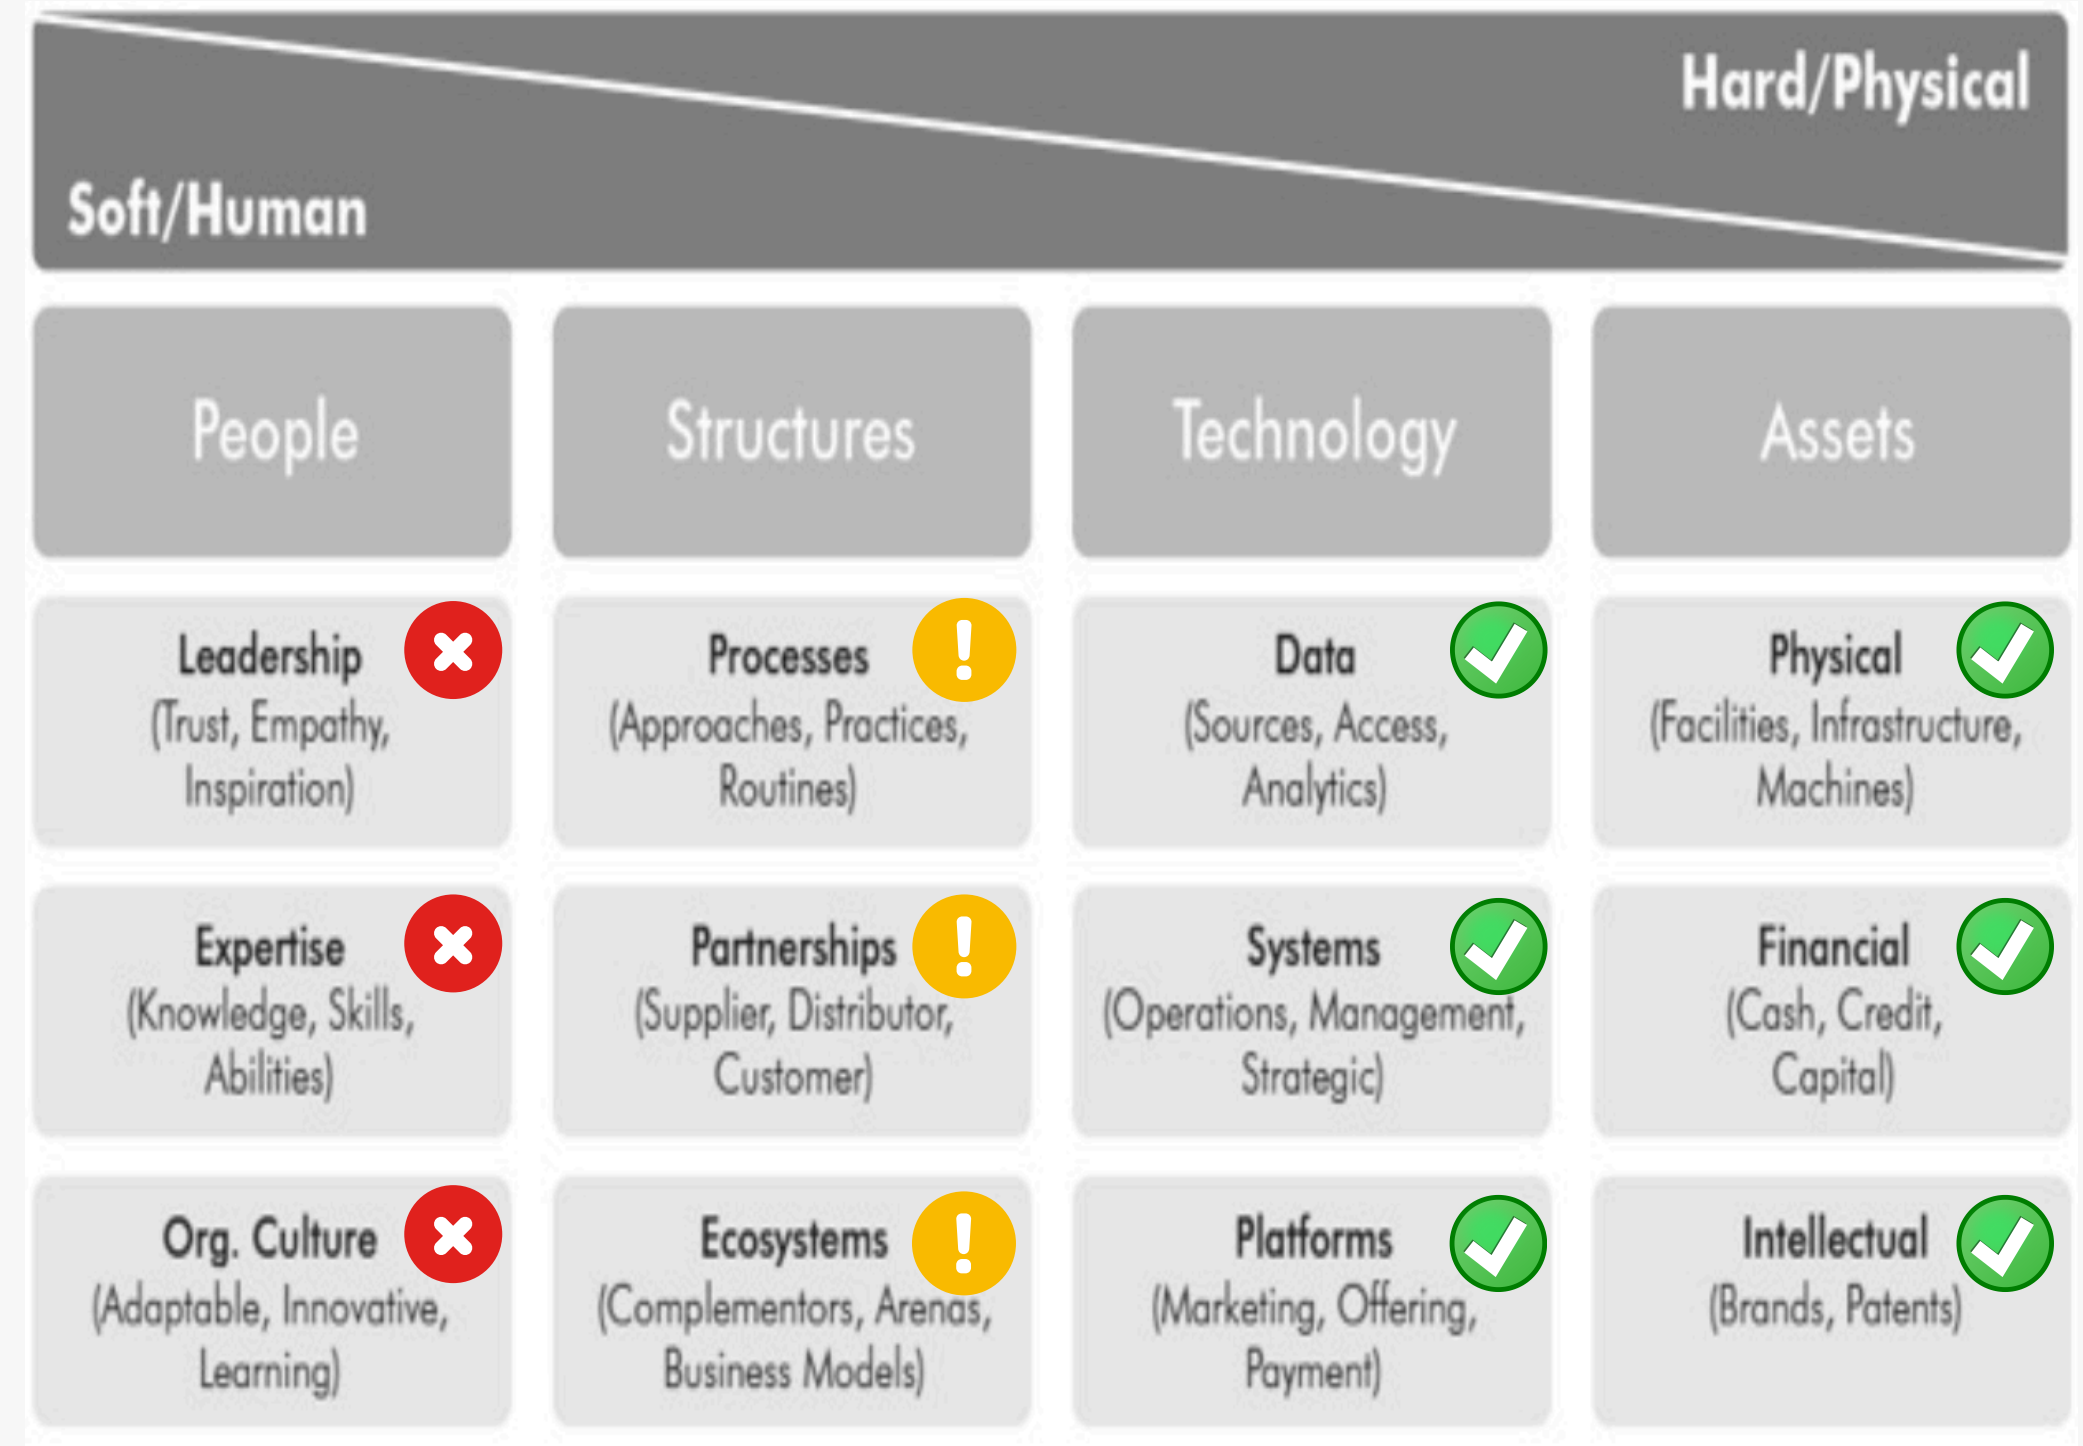 Hard/Physical
Soft/Human
People
Structures
Technology
Assets
Leadership
(Trust, Empathy,
Inspiration)
Processes
(Approaches, Practices,
Routines)
Data
(Sources, Access,
Analytics)
Physical
(Facilities, Infrastructure,
Machines)
Expertise
(Knowledge, Skills,
Abilities)
Partnerships
(Supplier, Distributor,
Customer)
Systems
(Operations, Management,
Strategic)
Financial
(Cash, Credit,
Capital)
Org. Culture
(Adaptable, Innovative,
Learning)
Ecosystems
(Complementors, Arenas,
Business Models)
Platforms
(Marketing, Offering,
Payment)
Intellectual
(Brands, Patents)